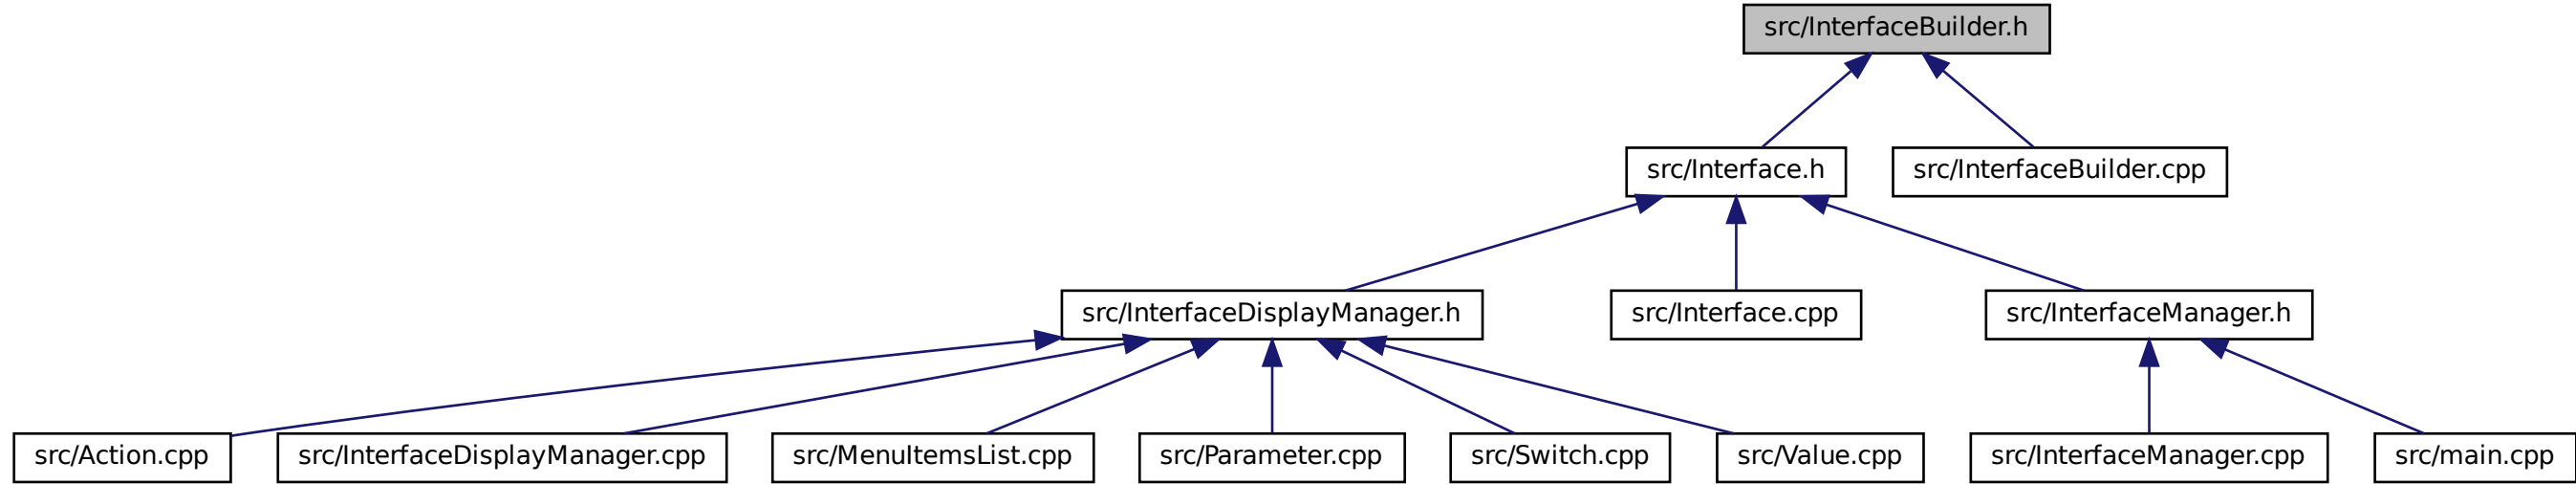 src/InterfaceBuilder.h
src/Interface.h
src/InterfaceBuilder.cpp
src/InterfaceDisplayManager.h
src/Interface.cpp
src/InterfaceManager.h
src/Action.cpp
src/InterfaceDisplayManager.cpp
src/MenuItemsList.cpp
src/Parameter.cpp
src/Switch.cpp
src/Value.cpp
src/InterfaceManager.cpp
src/main.cpp